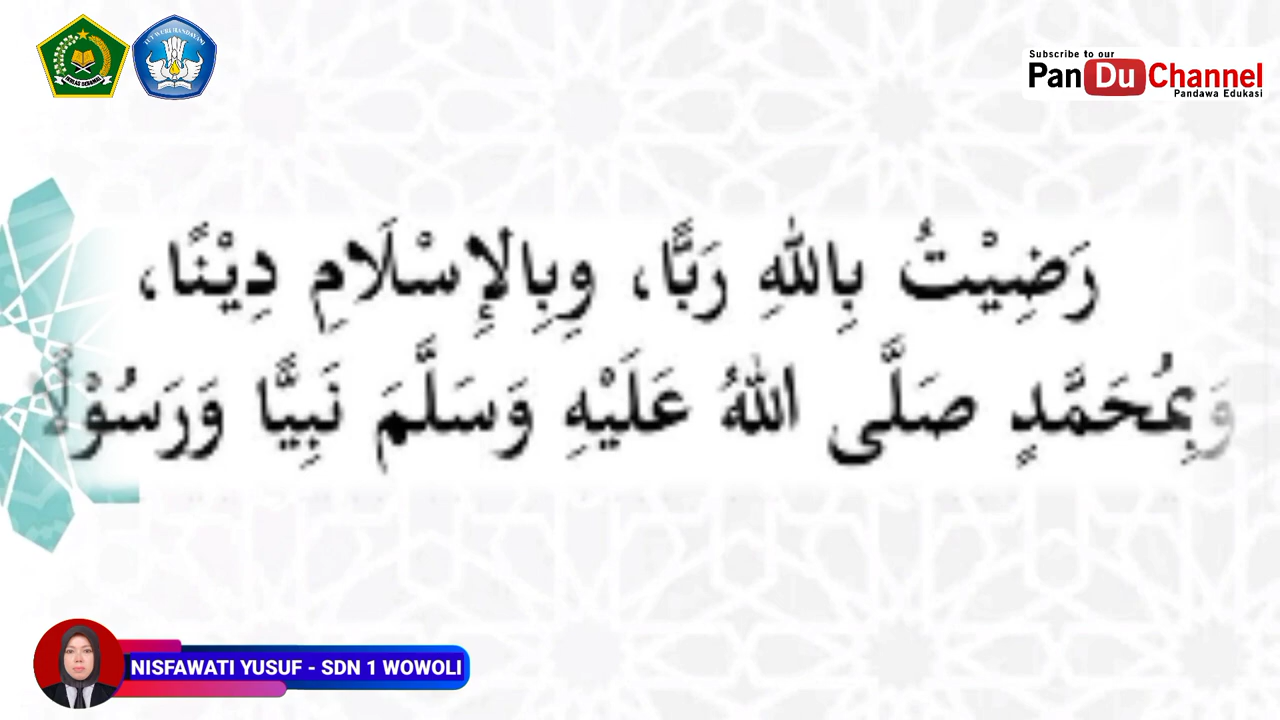 Subscribe to our
Pan Du Channel
Pandawa Edukasi
رَضِيْتُ بِاللهِ رَبًّا، وِبِالإِسْلَامِ دِيْنًا،
وَبِمُحَمَّدٍ صَلَّى اللهُ عَلَيْهِ وَسَلَّمَ نَبِيًّا وَرَسُوْلًا
NISFAWATI YUSUF - SDN 1 WOWOLI